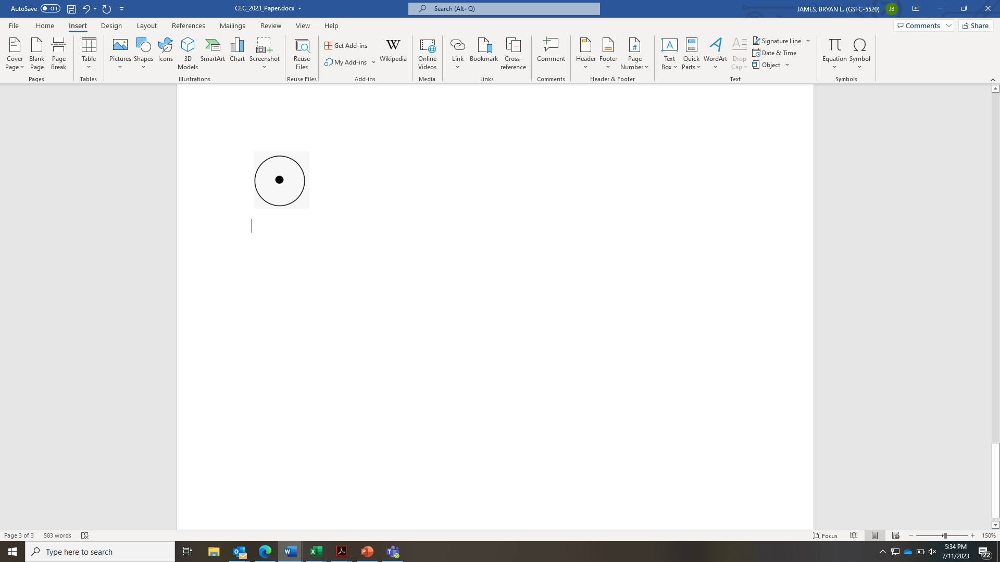 AutoSave Off CEC_2023_Paper.docx Search (Alt+Q) JAMES, BRYAN L. (GSFC-5520) JB
File Home Insert Design Layout References Mailings Review View Help Comments Share
Cover Page Blank Page Page Break Table Pictures Shapes Icons 3D Models SmartArt Chart Screenshot Reuse Files Get Add-ins My Add-ins W Wikipedia Online Videos Link Bookmark Cross-reference Comment Header Footer # Page Number A Text Box Quick Parts WordArt Drop Cap Signature Line Date & Time Object π Equation Ω Symbol
Pages Tables Illustrations Reuse Files Add-ins Media Links Comments Header & Footer Text Symbols
Page 3 of 3 583 words Focus 150%
Type here to search 5:34 PM
7/11/2023 22